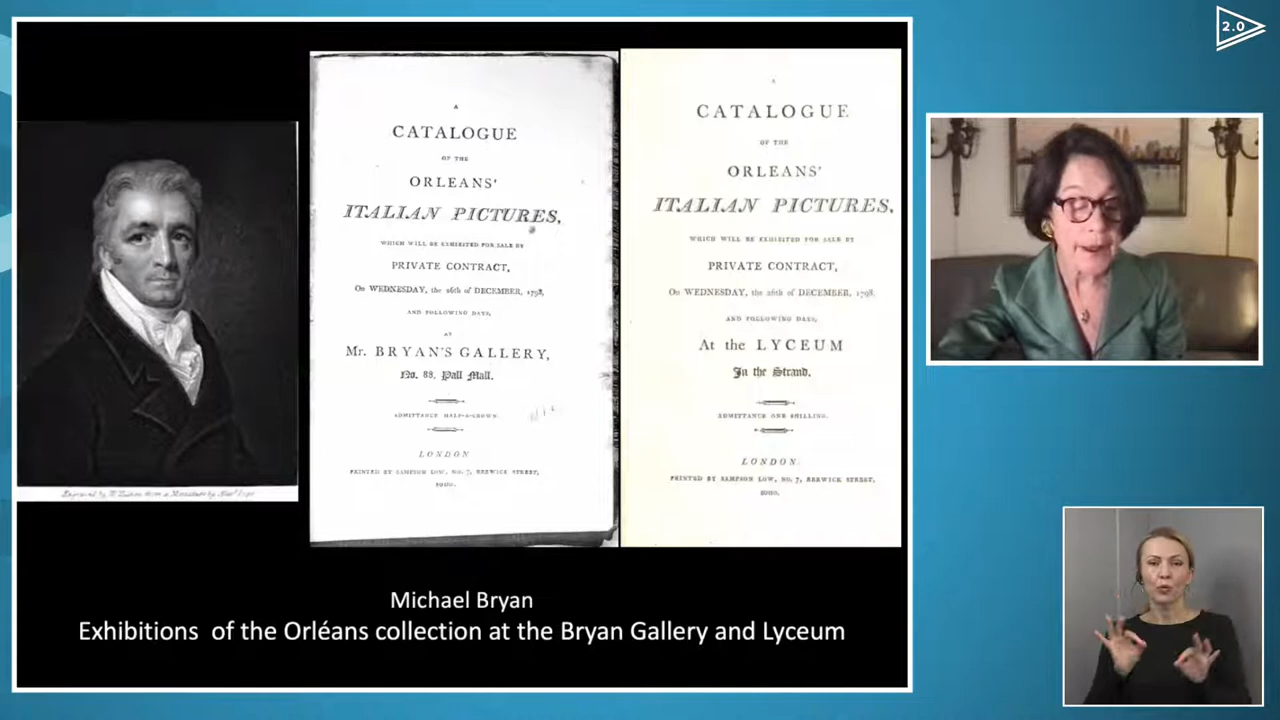 2.0
A
CATALOGUE
OF THE
ORLEANS'
ITALIAN PICTURES,
WHICH WILL BE EXHIBITED FOR SALE BY
PRIVATE CONTRACT,
On WEDNESDAY, the 26th of DECEMBER, 1798,
AND FOLLOWING DAYS,
AT
Mr. BRYAN'S GALLERY,
No. 88, Pall Mall.
ADMITTANCE HALF-A-CROWN.
LONDON
PRINTED BY SAMPSON LOW, NO. 7, BERWICK STREET,
SOHO.
A
CATALOGUE
OF THE
ORLEANS'
ITALIAN PICTURES,
WHICH WILL BE EXHIBITED FOR SALE BY
PRIVATE CONTRACT,
On WEDNESDAY, the 26th of DECEMBER, 1798,
AND FOLLOWING DAYS,
At the LYCEUM
In the Strand.
ADMITTANCE ONE SHILLING.
LONDON:
PRINTED BY SAMPSON LOW, NO. 7, BERWICK STREET,
SOHO.
Engraved by from a Miniature by
Michael Bryan
Exhibitions of the Orléans collection at the Bryan Gallery and Lyceum